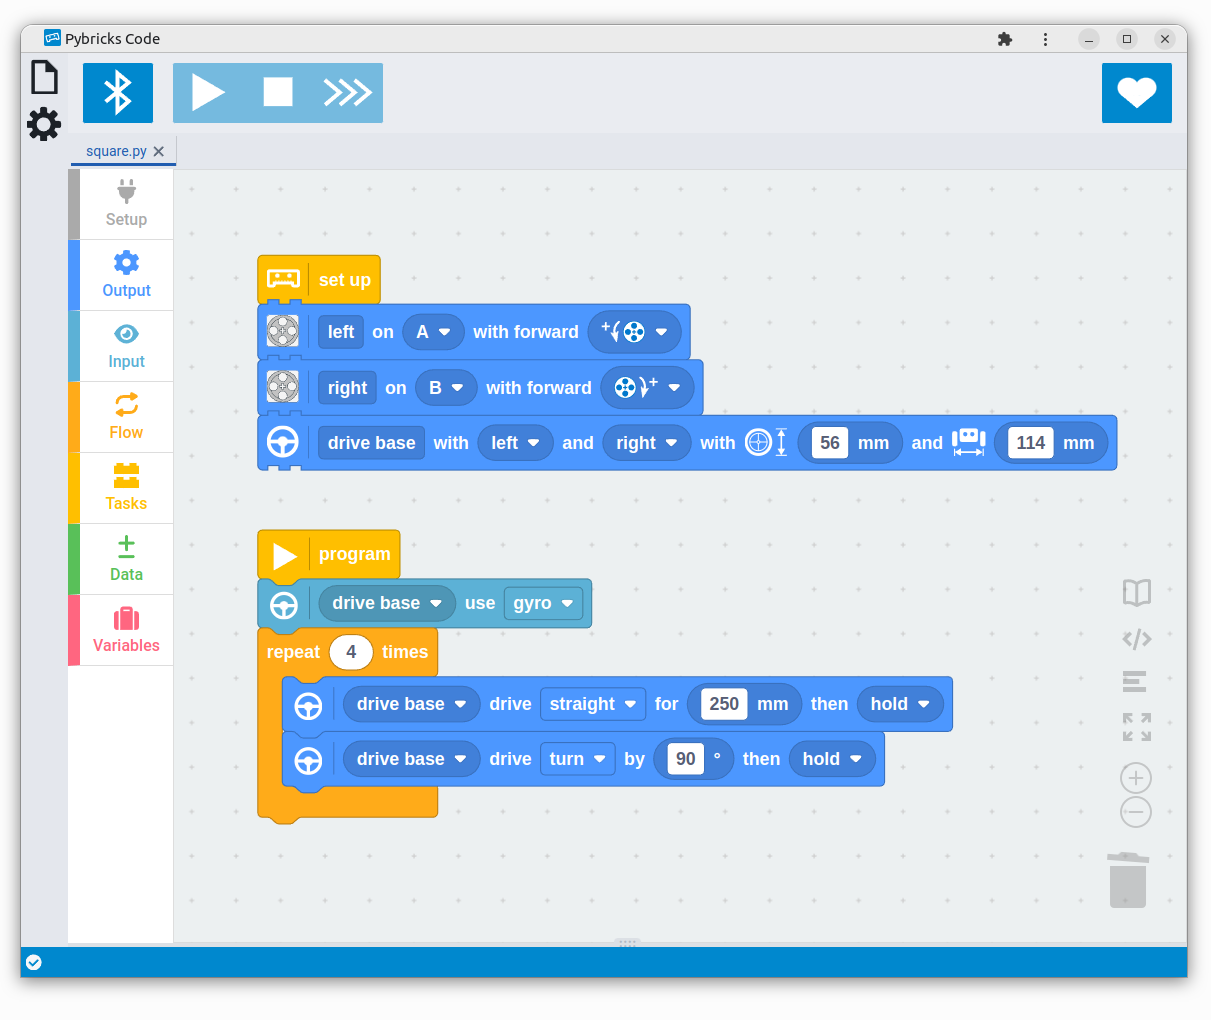 Pybricks Code
square.py
Setup
Output
Input
Flow
Tasks
Data
Variables
set up
left on A with forward +
right on B with forward +
drive base with left and right with 56 mm and 114 mm
program
drive base use gyro
repeat 4 times
drive base drive straight for 250 mm then hold
drive base drive turn by 90 ° then hold